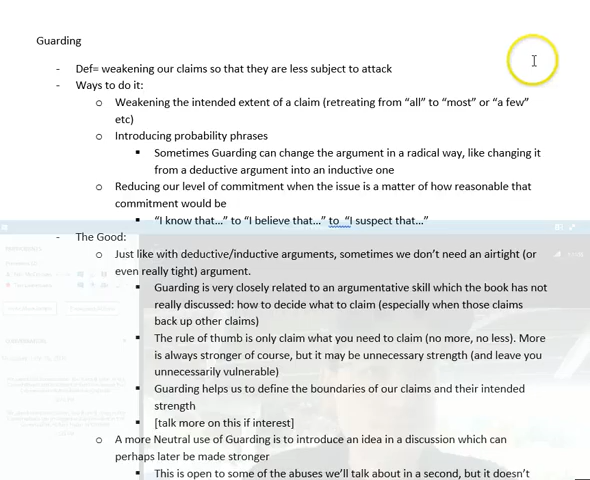 Guarding
- Def= weakening our claims so that they are less subject to attack
- Ways to do it:
o Weakening the intended extent of a claim (retreating from “all” to “most” or “a few”
etc)
o Introducing probability phrases
▪ Sometimes Guarding can change the argument in a radical way, like changing it
from a deductive argument into an inductive one
o Reducing our level of commitment when the issue is a matter of how reasonable that
commitment would be
▪ “I know that…” to “I believe that…” to “I suspect that…”
- The Good:
o Just like with deductive/inductive arguments, sometimes we don’t need an airtight (or
even really tight) argument.
▪ Guarding is very closely related to an argumentative skill which the book has not
really discussed: how to decide what to claim (especially when those claims
back up other claims)
▪ The rule of thumb is only claim what you need to claim (no more, no less). More
is always stronger of course, but it may be unnecessary strength (and leave you
unnecessarily vulnerable)
▪ Guarding helps us to define the boundaries of our claims and their intended
strength
▪ [talk more on this if interest]
o A more Neutral use of Guarding is to introduce an idea in a discussion which can
perhaps later be made stronger
▪ This is open to some of the abuses we’ll talk about in a second, but it doesn’t